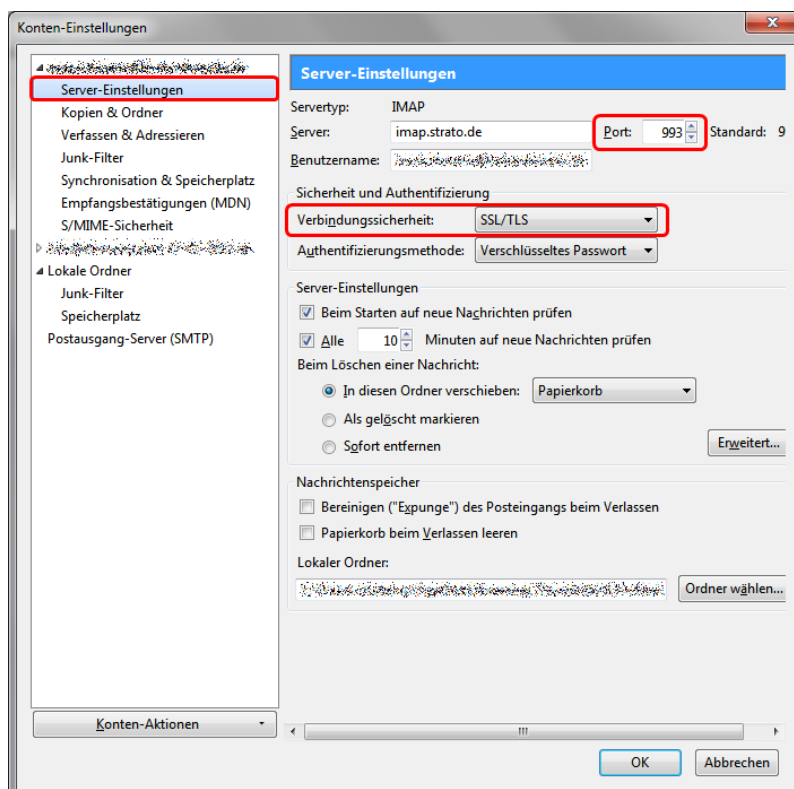 Konten-Einstellungen
Server-Einstellungen
Kopien & Ordner
Verfassen & Adressieren
Junk-Filter
Synchronisation & Speicherplatz
Empfangsbestätigungen (MDN)
S/MIME-Sicherheit
Lokale Ordner
Junk-Filter
Speicherplatz
Postausgang-Server (SMTP)
Konten-Aktionen
Server-Einstellungen
Servertyp: IMAP
Server: imap.strato.de Port: 993 Standard: 9
Benutzername:
Sicherheit und Authentifizierung
Verbindungssicherheit: SSL/TLS
Authentifizierungsmethode: Verschlüsseltes Passwort
Server-Einstellungen
Beim Starten auf neue Nachrichten prüfen
Alle 10 Minuten auf neue Nachrichten prüfen
Beim Löschen einer Nachricht:
In diesen Ordner verschieben: Papierkorb
Als gelöscht markieren
Sofort entfernen
Erweitert...
Nachrichtenspeicher
Bereinigen ("Expunge") des Posteingangs beim Verlassen
Papierkorb beim Verlassen leeren
Lokaler Ordner:
Ordner wählen...
OK Abbrechen